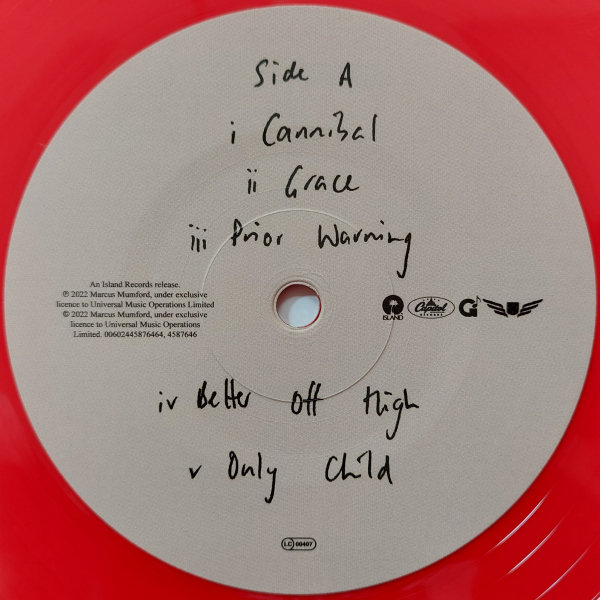 Side A
i Cannibal
ii Grace
iii Prior Warning
An Island Records release.
℗ 2022 Marcus Mumford, under exclusive
licence to Universal Music Operations Limited
© 2022 Marcus Mumford, under exclusive
licence to Universal Music Operations
Limited. 00602445876464, 4587646
ISLAND
Capitol
RECORDS
G
iv Better Off High
v Only Child
LC 00407